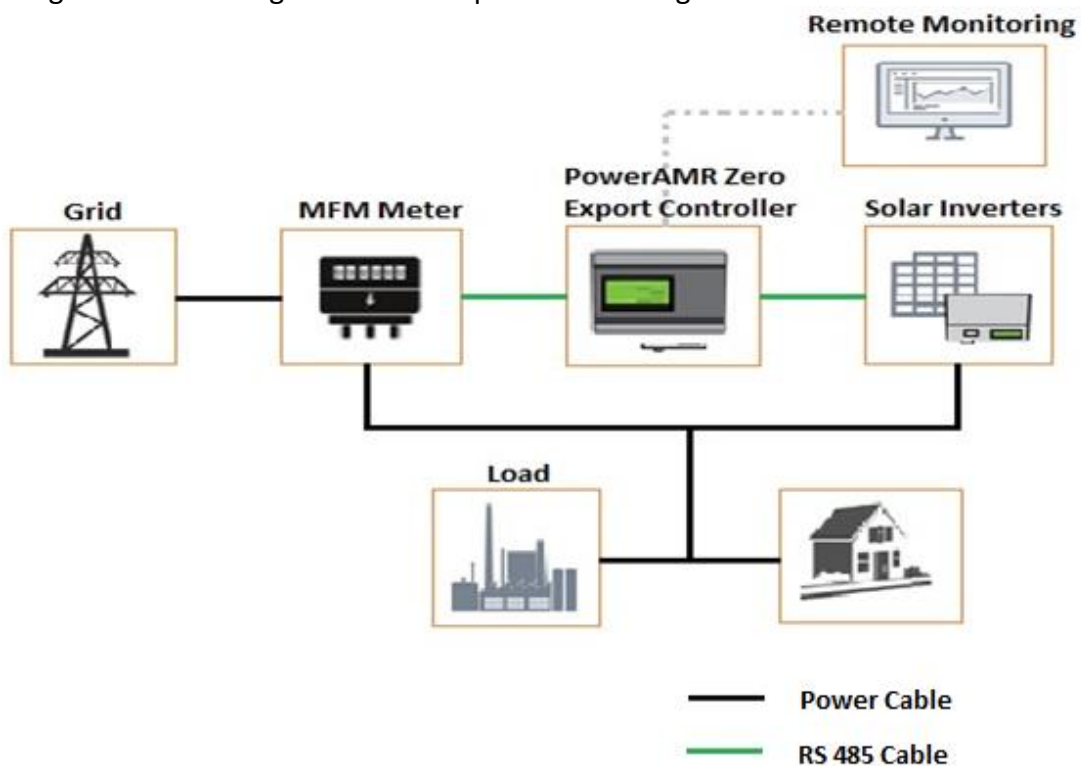 Remote Monitoring
PowerAMR Zero
Export Controller
Grid
MFM Meter
Solar Inverters
Load
Power Cable
RS 485 Cable